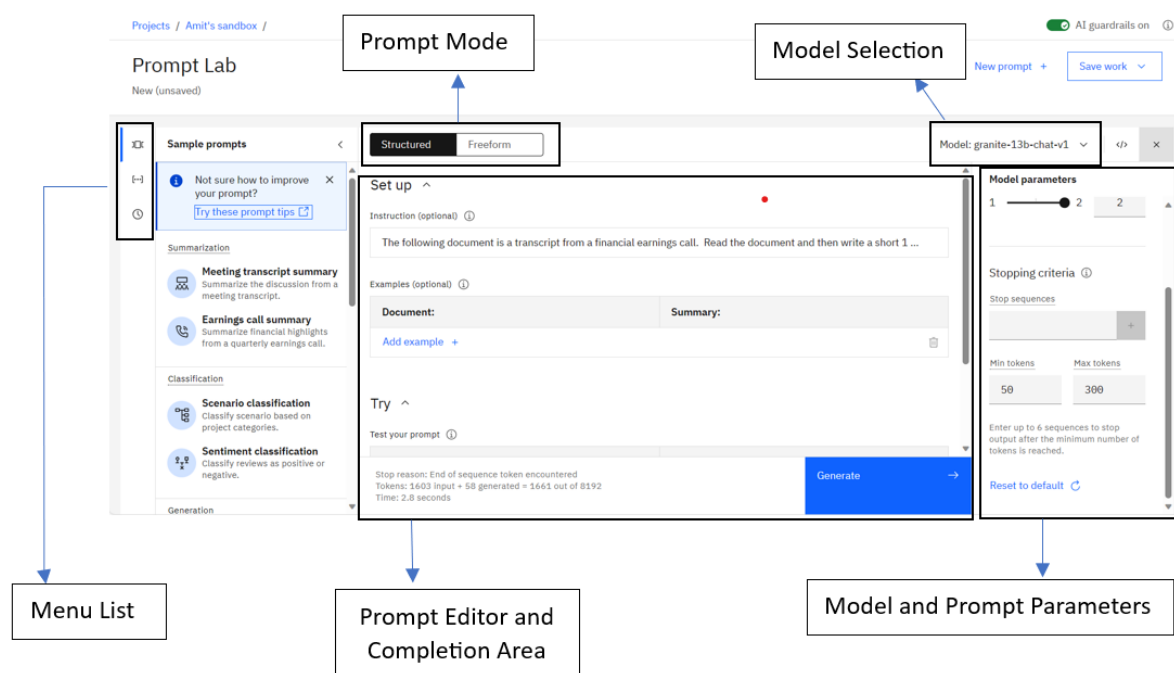 Projects / Amit's sandbox /
AI guardrails on
Prompt Mode
Model Selection
Prompt Lab
New (unsaved)
New prompt +
Save work
Sample prompts
Structured
Freeform
Model: granite-13b-chat-v1
</>
Not sure how to improve
your prompt?
Try these prompt tips
Summarization
Meeting transcript summary
Summarize the discussion from a
meeting transcript.
Earnings call summary
Summarize financial highlights
from a quarterly earnings call.
Classification
Scenario classification
Classify scenario based on
project categories.
Sentiment classification
Classify reviews as positive or
negative.
Generation
Set up
Instruction (optional)
The following document is a transcript from a financial earnings call. Read the document and then write a short 1 ...
Examples (optional)
Document:
Summary:
Add example +
Try
Test your prompt
Stop reason: End of sequence token encountered
Tokens: 1603 input + 58 generated = 1661 out of 8192
Time: 2.8 seconds
Generate
Model parameters
1 2 2
Stopping criteria
Stop sequences
+
Min tokens
Max tokens
50
300
Enter up to 6 sequences to stop
output after the minimum number of
tokens is reached.
Reset to default
Menu List
Prompt Editor and
Completion Area
Model and Prompt Parameters